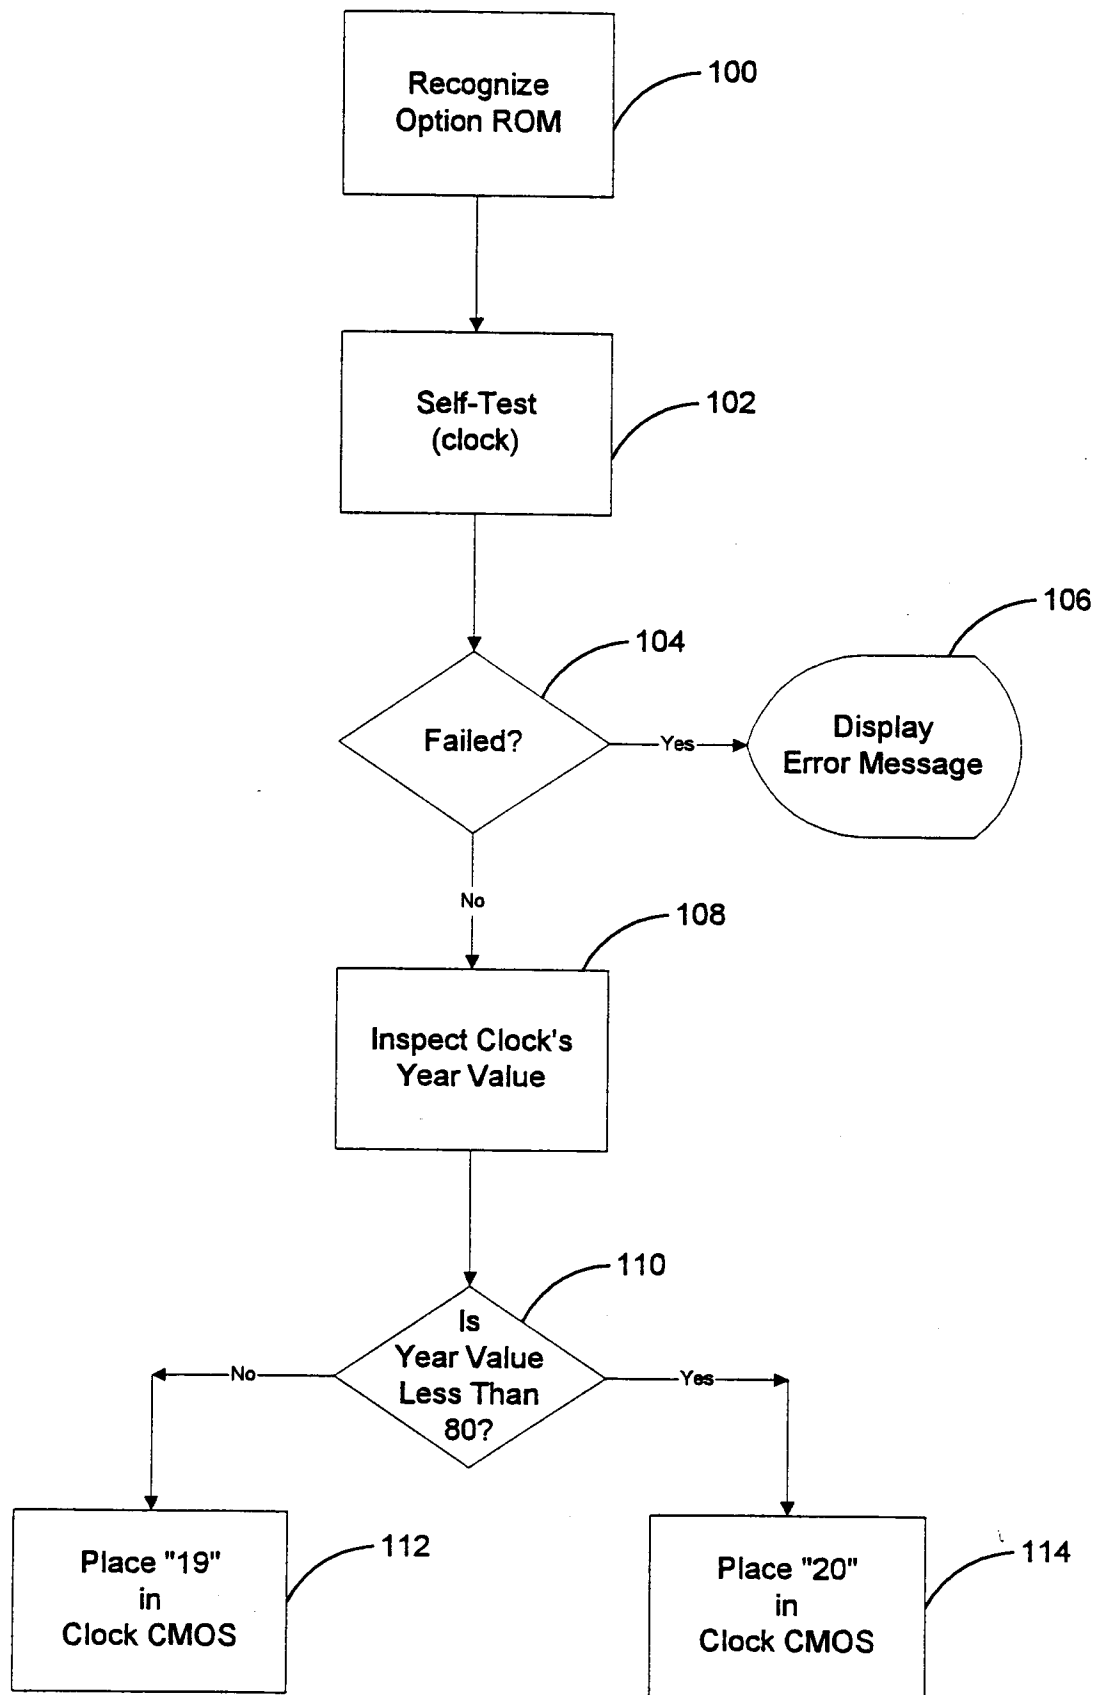 Recognize
Option ROM
100
Self-Test
(clock)
102
104
Failed?
Yes
106
Display
Error Message
No
108
Inspect Clock's
Year Value
110
Is
Year Value
Less Than
80?
No
Yes
Place "19"
in
Clock CMOS
112
Place "20"
in
Clock CMOS
114